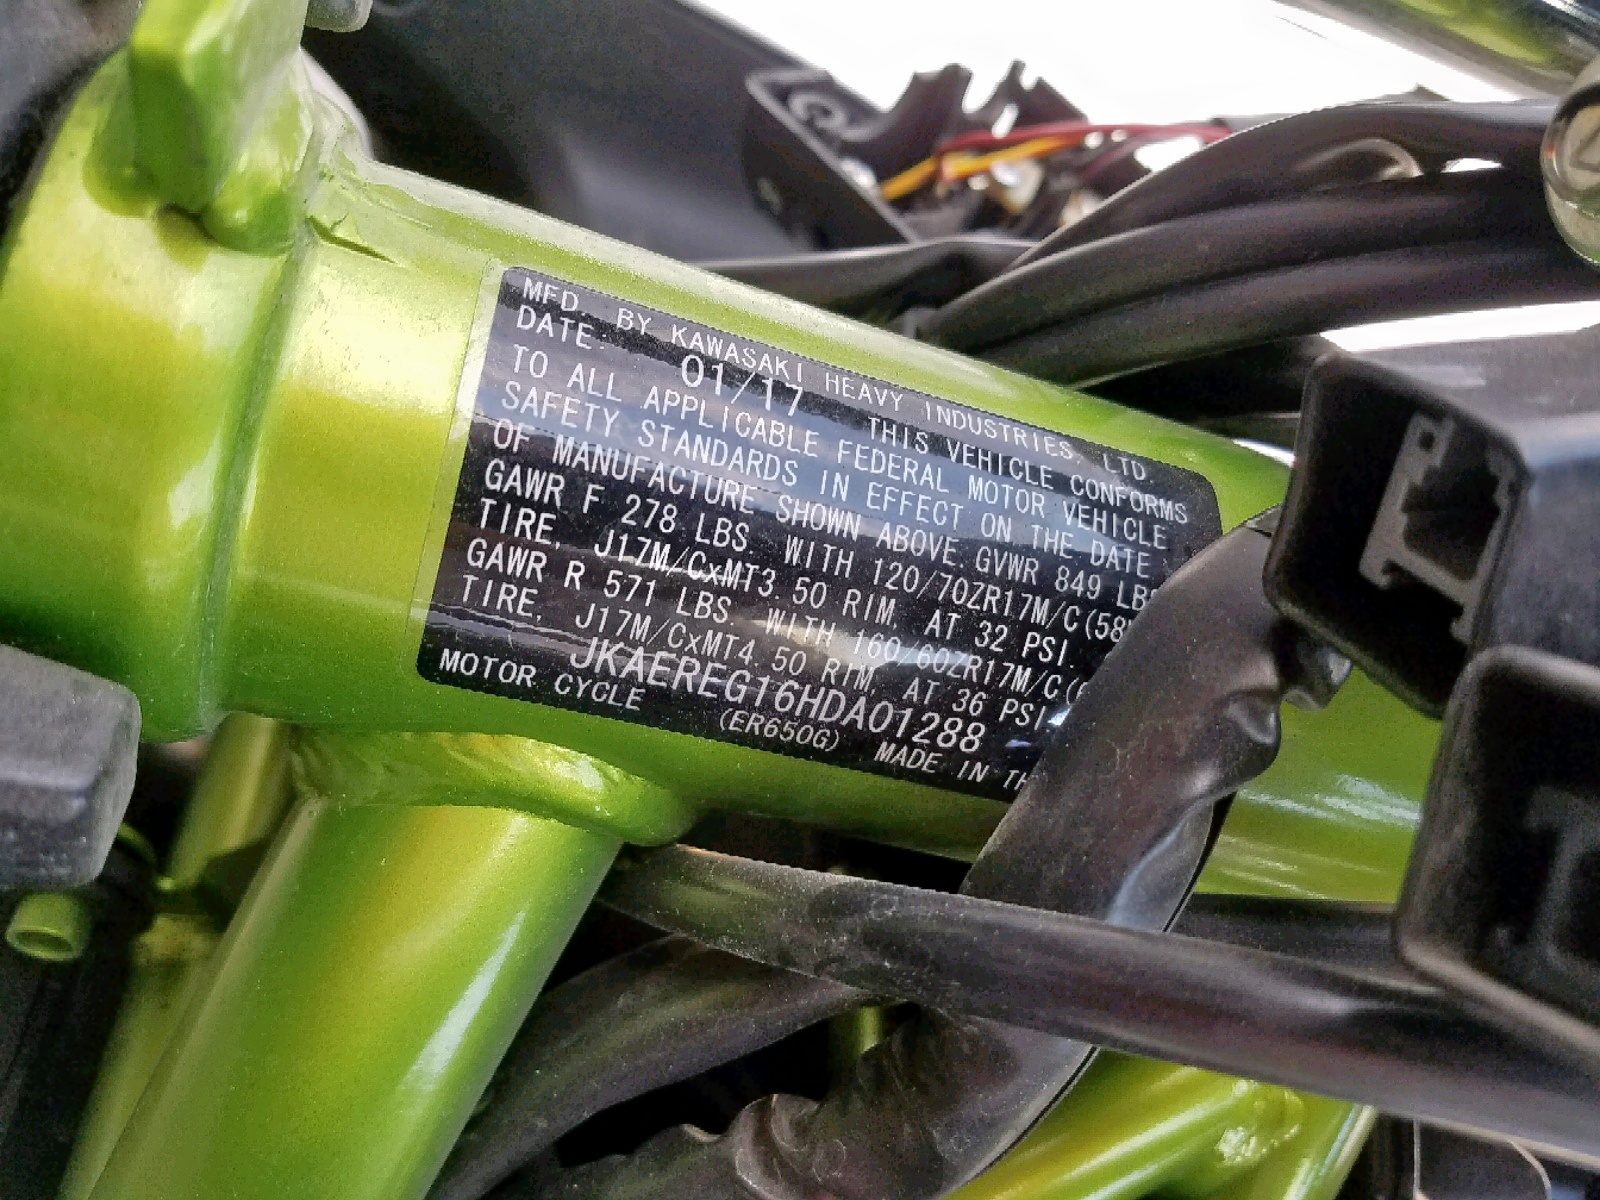 MFD. BY KAWASAKI HEAVY INDUSTRIES, LTD.
DATE: 01/17 THIS VEHICLE CONFORMS
TO ALL APPLICABLE FEDERAL MOTOR VEHICLE
SAFETY STANDARDS IN EFFECT ON THE DATE
OF MANUFACTURE SHOWN ABOVE. GVWR 849 LBS
GAWR F 278 LBS. WITH 120/70ZR17M/C(58
TIRE, J17M/CxMT3.50 RIM, AT 32 PSI.
GAWR R 571 LBS. WITH 160/60ZR17M/C(
TIRE, J17M/CxMT4.50 RIM, AT 36 PSI.
JKAEREG16HDA01288
MOTOR CYCLE (ER650G) MADE IN TH